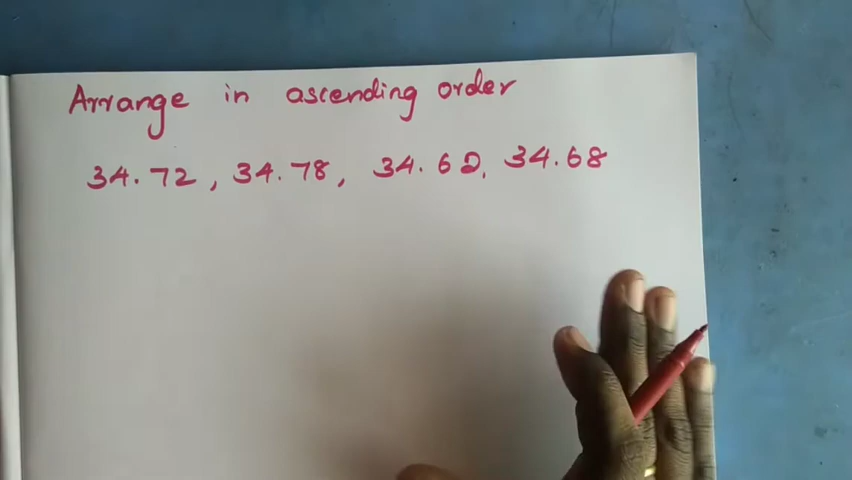 Arrange in ascending order
34.72, 34.78, 34.62, 34.68